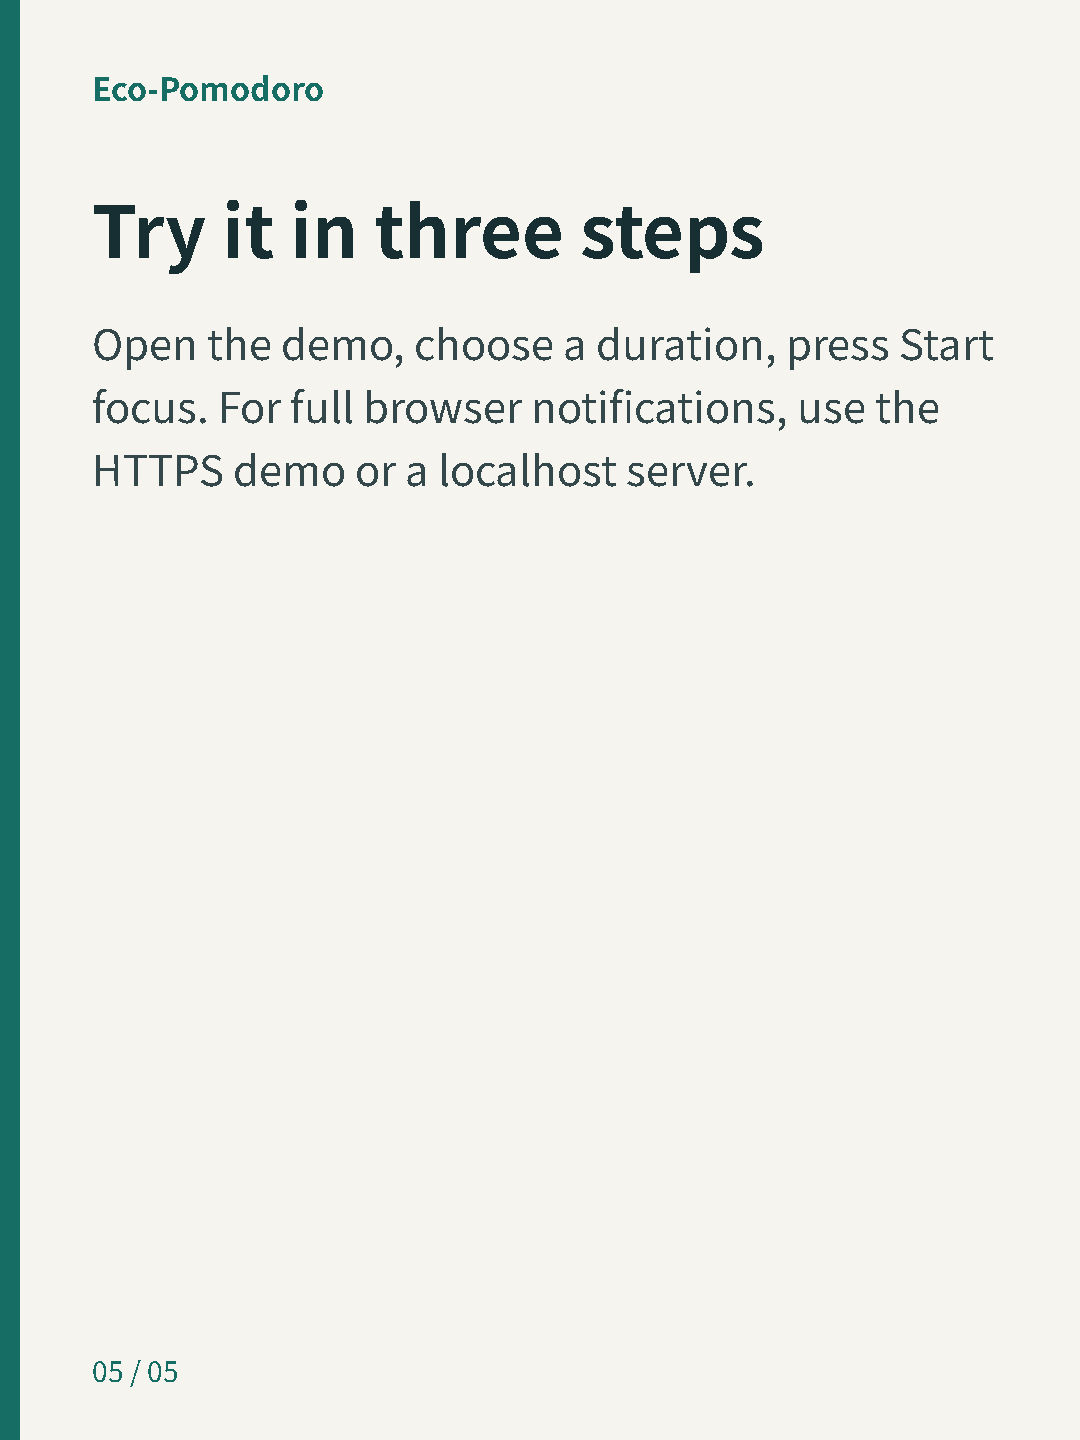 Eco-Pomodoro
Try it in three steps
Open the demo, choose a duration, press Start
focus. For full browser notifications, use the
HTTPS demo or a localhost server.
05 / 05